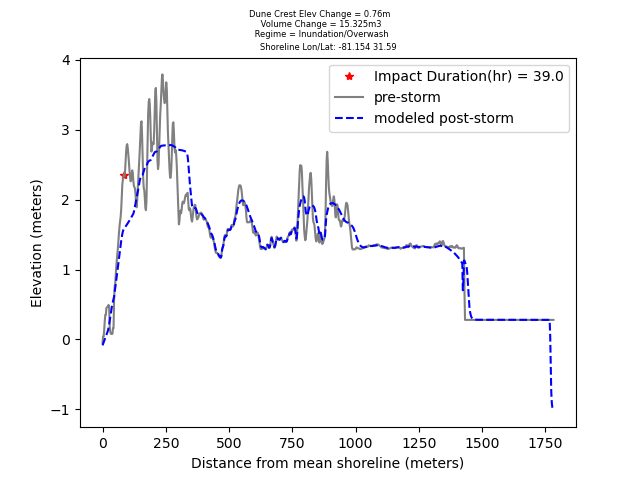 Dune Crest Elev Change = 0.76m
Volume Change = 15.325m3
Regime = Inundation/Overwash
Shoreline Lon/Lat: -81.154 31.59
Impact Duration(hr) = 39.0
pre-storm
modeled post-storm
4
3
2
1
0
−1
Elevation (meters)
0 250 500 750 1000 1250 1500 1750
Distance from mean shoreline (meters)